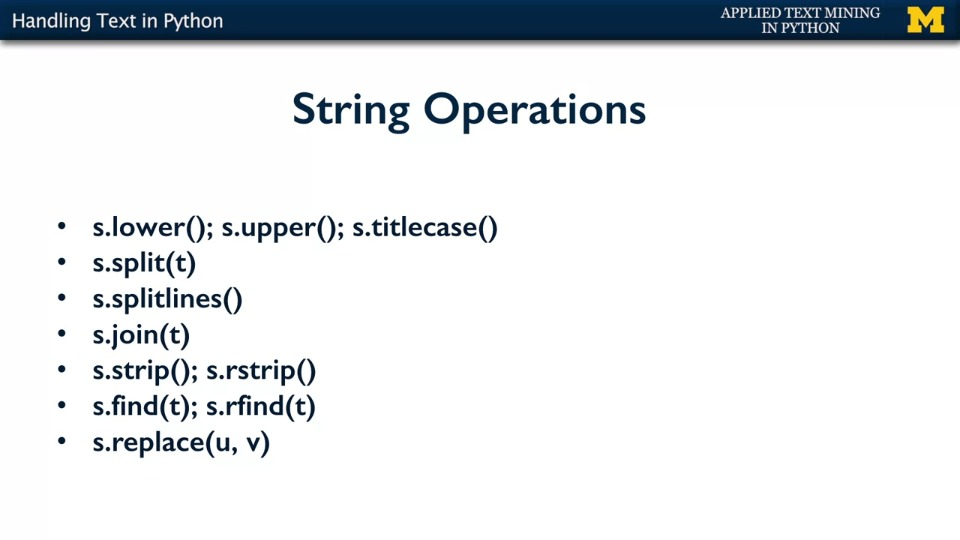 Handling Text in Python
APPLIED TEXT MINING
IN PYTHON
M
String Operations
• s.lower(); s.upper(); s.titlecase()
• s.split(t)
• s.splitlines()
• s.join(t)
• s.strip(); s.rstrip()
• s.find(t); s.rfind(t)
• s.replace(u, v)